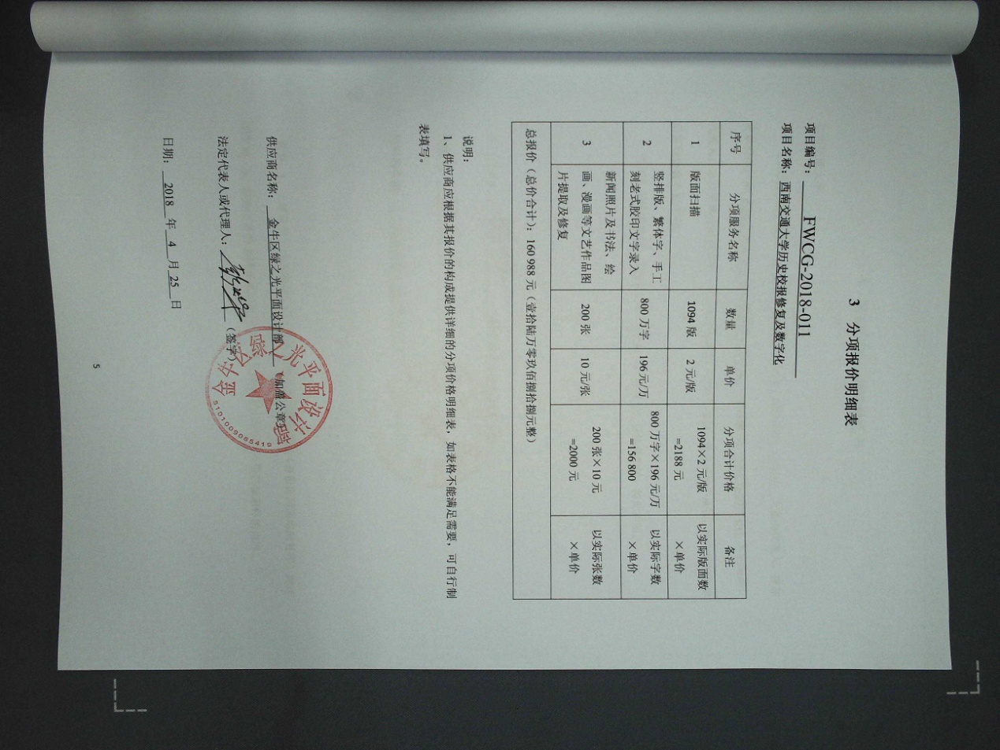 3 分项报价明细表
项目编号: FWCG-2018-011
项目名称: 西南交通大学历史校报修复及数字化
序号 分项服务名称 数量 单价 分项合计价格 备注
1 版面扫描 1094 版 2 元/版 1094×2 元/版 以实际版面数
=2188 元 ×单价
2 竖排版、繁体字、手工 800 万字 196 元/万 800 万字×196 元/万 以实际字数
刻老式胶印文字录入 =156 800 ×单价
3 新闻照片及书法、绘 200 张 10 元/张 200 张×10 元 以实际张数
画、漫画等文艺作品图 =2000 元 ×单价
片提取及修复
总报价（总价合计）: 160 988 元（壹拾陆万零玖佰捌拾捌元整）
说明:
1、供应商应根据其报价的构成提供详细的分项价格明细表，如表格不能满足需要，可自行制
表填写。
供应商名称: 金牛区绿之光平面设计部 （加盖公章）
法定代表人或代理人: （签字）
金牛区绿之光平面设计部
5101009065419
日期: 2018 年 4 月 25 日
5